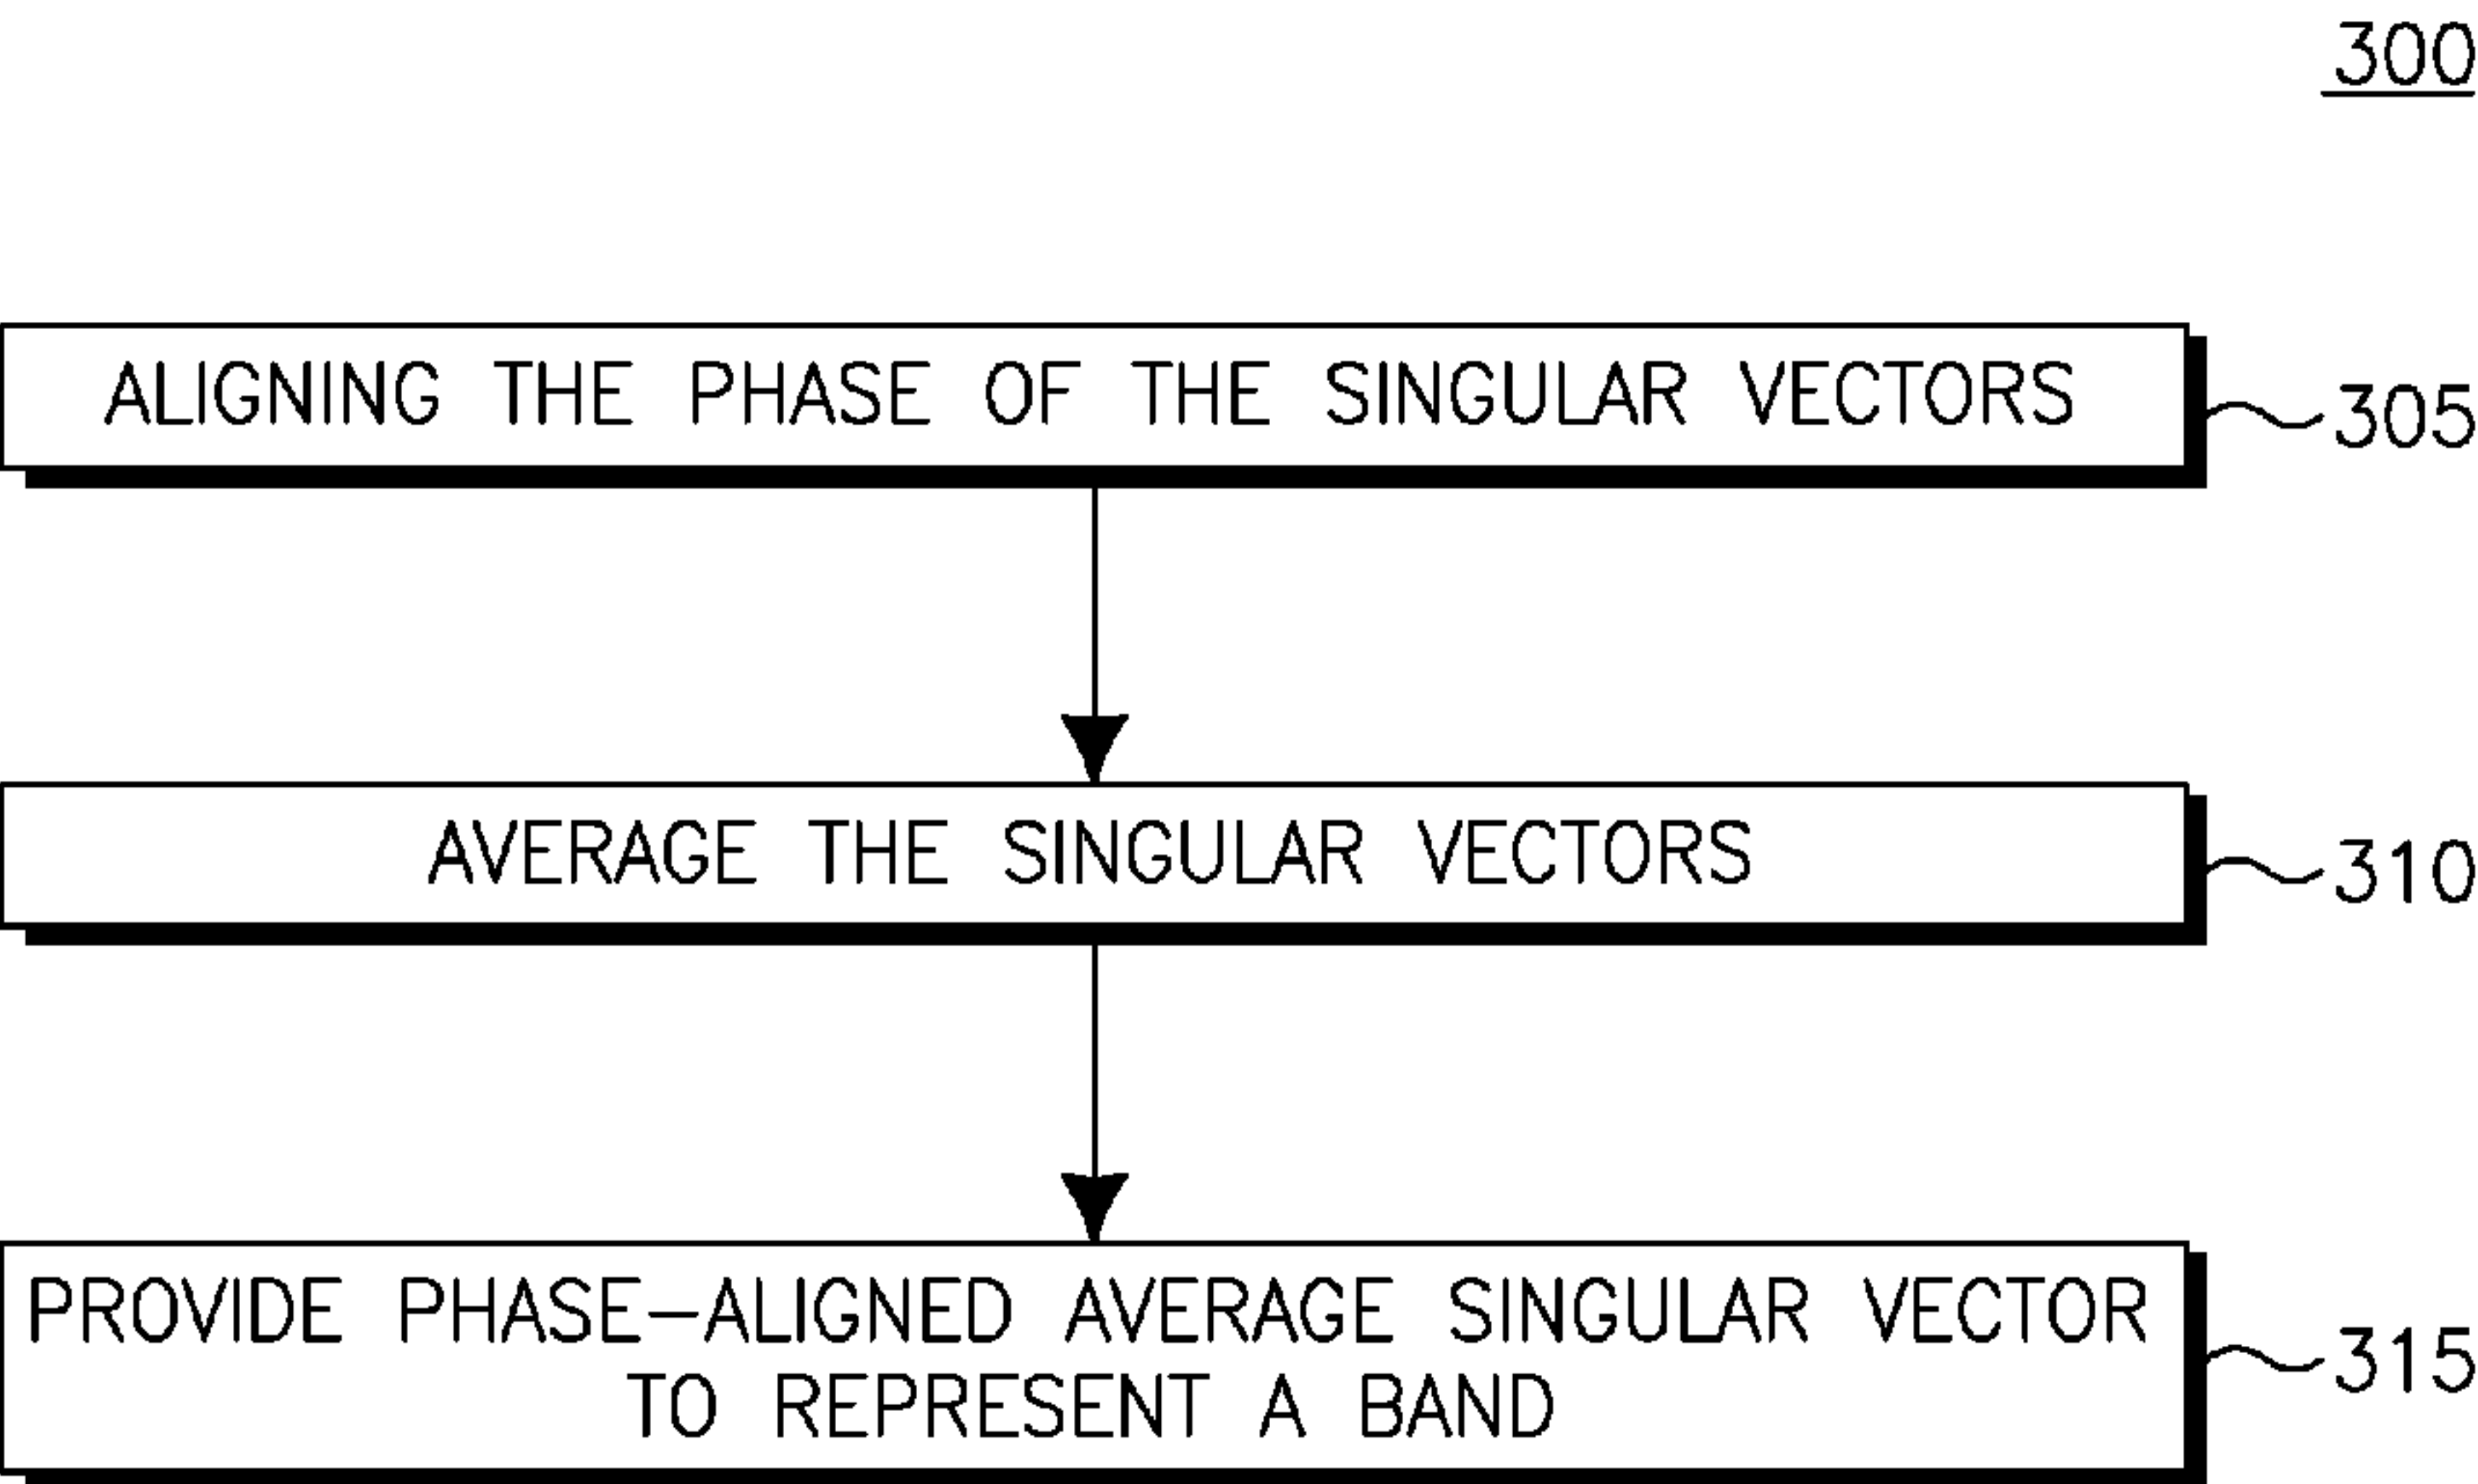 300
ALIGNING THE PHASE OF THE SINGULAR VECTORS
305
AVERAGE THE SINGULAR VECTORS
310
PROVIDE PHASE-ALIGNED AVERAGE SINGULAR VECTOR
TO REPRESENT A BAND
315